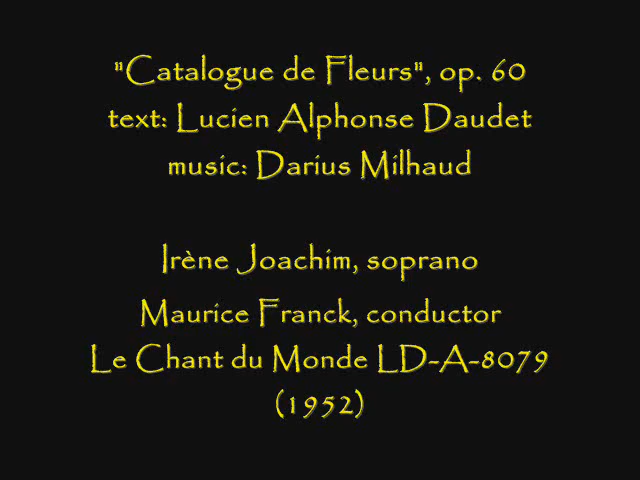 "Catalogue de Fleurs", op. 60
text: Lucien Alphonse Daudet
music: Darius Milhaud
Irène Joachim, soprano
Maurice Franck, conductor
Le Chant du Monde LD-A-8079
(1952)